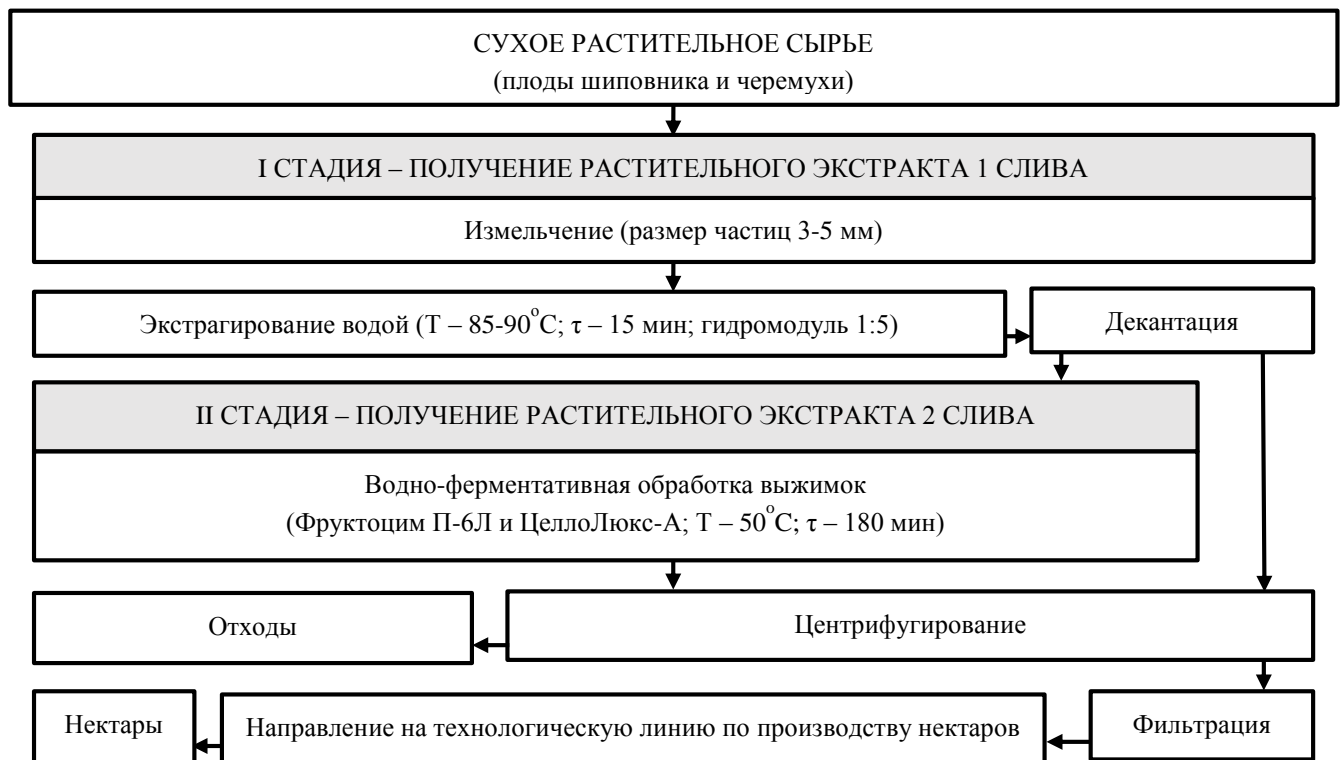 СУХОЕ РАСТИТЕЛЬНОЕ СЫРЬЕ
(плоды шиповника и черемухи)
I СТАДИЯ – ПОЛУЧЕНИЕ РАСТИТЕЛЬНОГО ЭКСТРАКТА 1 СЛИВА
Измельчение (размер частиц 3-5 мм)
Экстрагирование водой (Т – 85-90°С; τ – 15 мин; гидромодуль 1:5)
Декантация
II СТАДИЯ – ПОЛУЧЕНИЕ РАСТИТЕЛЬНОГО ЭКСТРАКТА 2 СЛИВА
Водно-ферментативная обработка выжимок
(Фруктоцим П-6Л и ЦеллоЛюкс-А; Т – 50°С; τ – 180 мин)
Отходы
Центрифугирование
Нектары
Направление на технологическую линию по производству нектаров
Фильтрация